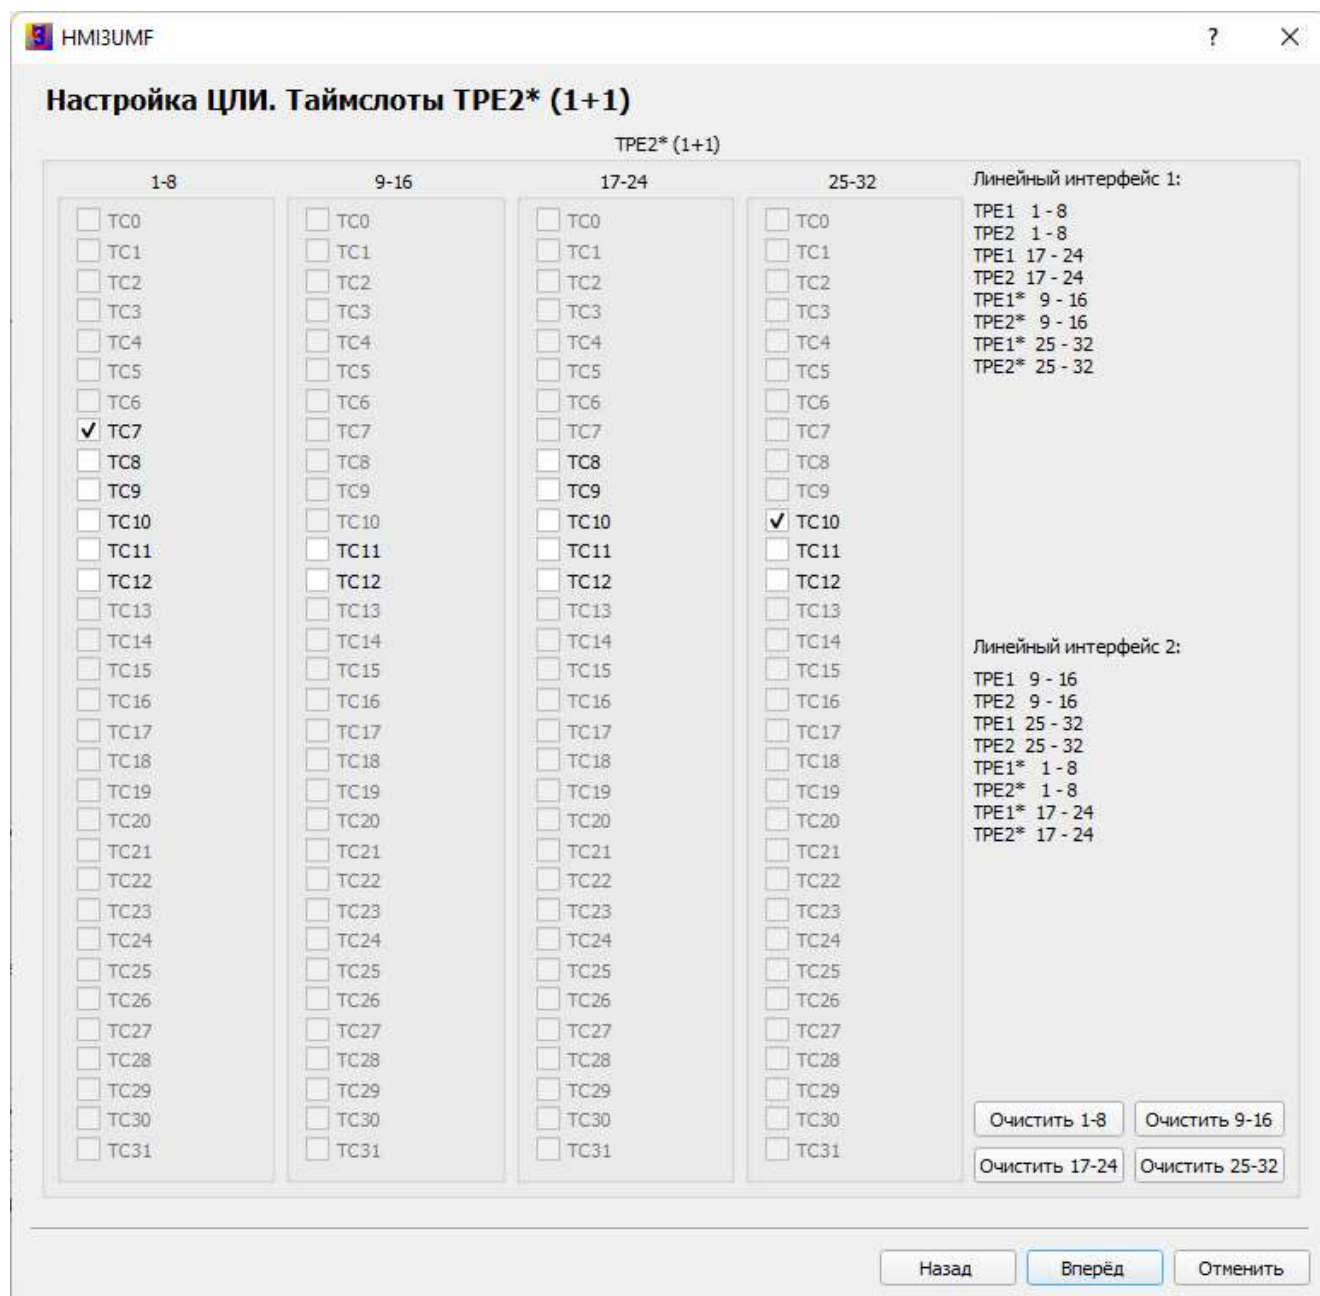 HMI3UMF
?
Настройка ЦЛИ. Таймслоты TPE2* (1+1)
TPE2* (1+1)
1-8 9-16 17-24 25-32
TC0 TC0 TC0 TC0
TC1 TC1 TC1 TC1
TC2 TC2 TC2 TC2
TC3 TC3 TC3 TC3
TC4 TC4 TC4 TC4
TC5 TC5 TC5 TC5
TC6 TC6 TC6 TC6
TC7 TC7 TC7 TC7
TC8 TC8 TC8 TC8
TC9 TC9 TC9 TC9
TC10 TC10 TC10 TC10
TC11 TC11 TC11 TC11
TC12 TC12 TC12 TC12
TC13 TC13 TC13 TC13
TC14 TC14 TC14 TC14
TC15 TC15 TC15 TC15
TC16 TC16 TC16 TC16
TC17 TC17 TC17 TC17
TC18 TC18 TC18 TC18
TC19 TC19 TC19 TC19
TC20 TC20 TC20 TC20
TC21 TC21 TC21 TC21
TC22 TC22 TC22 TC22
TC23 TC23 TC23 TC23
TC24 TC24 TC24 TC24
TC25 TC25 TC25 TC25
TC26 TC26 TC26 TC26
TC27 TC27 TC27 TC27
TC28 TC28 TC28 TC28
TC29 TC29 TC29 TC29
TC30 TC30 TC30 TC30
TC31 TC31 TC31 TC31
Линейный интерфейс 1:
TPE1 1 - 8
TPE2 1 - 8
TPE1 17 - 24
TPE2 17 - 24
TPE1* 9 - 16
TPE2* 9 - 16
TPE1* 25 - 32
TPE2* 25 - 32
Линейный интерфейс 2:
TPE1 9 - 16
TPE2 9 - 16
TPE1 25 - 32
TPE2 25 - 32
TPE1* 1 - 8
TPE2* 1 - 8
TPE1* 17 - 24
TPE2* 17 - 24
Очистить 1-8 Очистить 9-16
Очистить 17-24 Очистить 25-32
Назад Вперёд Отменить